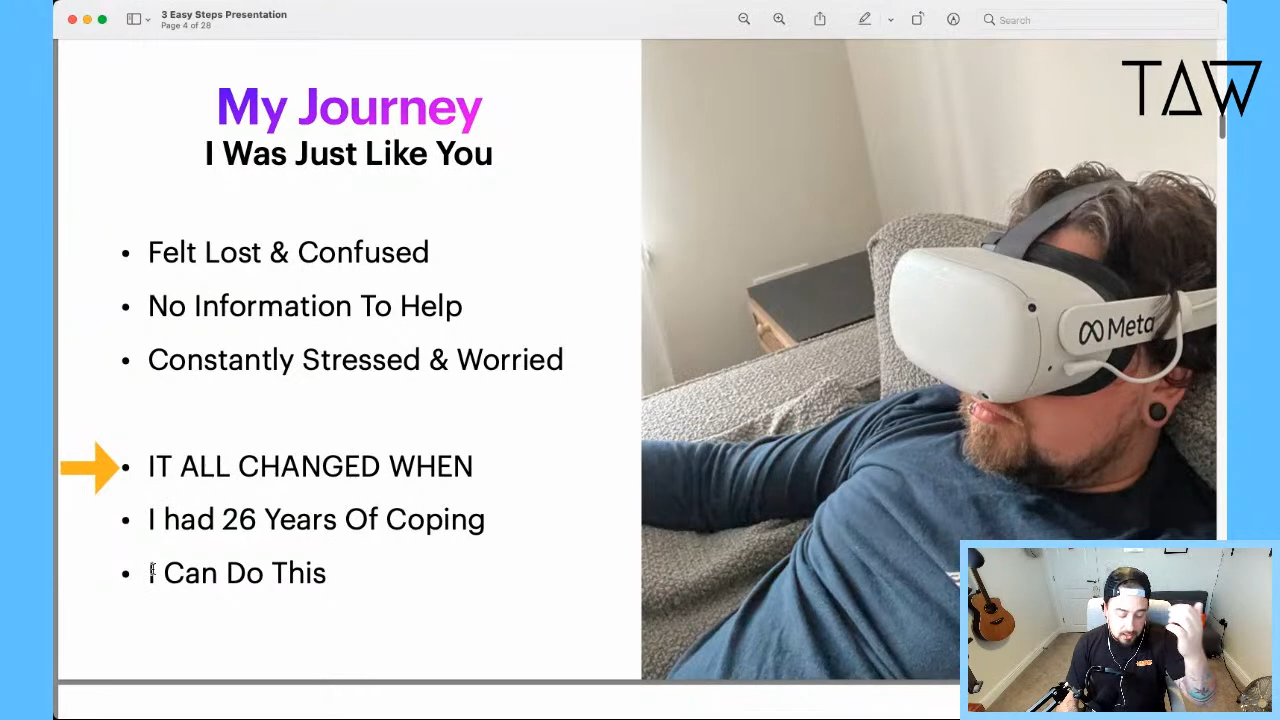 3 Easy Steps Presentation
Page 4 of 28
Search
TAW
My Journey
I Was Just Like You
• Felt Lost & Confused
• No Information To Help
• Constantly Stressed & Worried
• IT ALL CHANGED WHEN
• I had 26 Years Of Coping
• I Can Do This
Meta